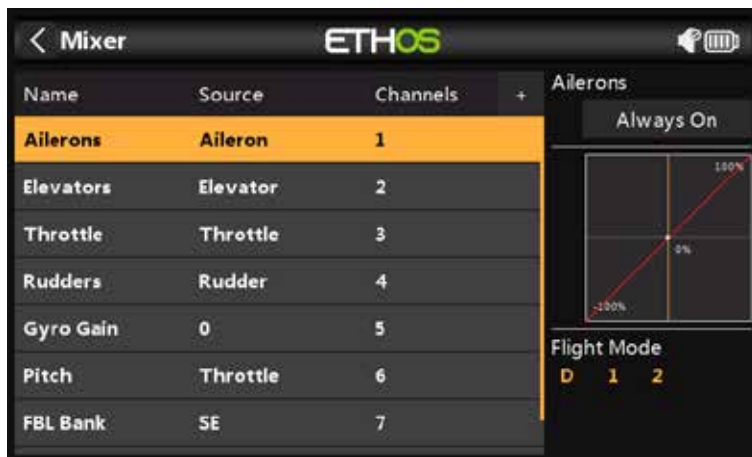 Mixer ETHOS
Name Source Channels +
Ailerons Aileron 1
Elevators Elevator 2
Throttle Throttle 3
Rudders Rudder 4
Gyro Gain 0 5
Pitch Throttle 6
FBL Bank SE 7
Ailerons
Always On
100%
0%
-100%
Flight Mode
D 1 2